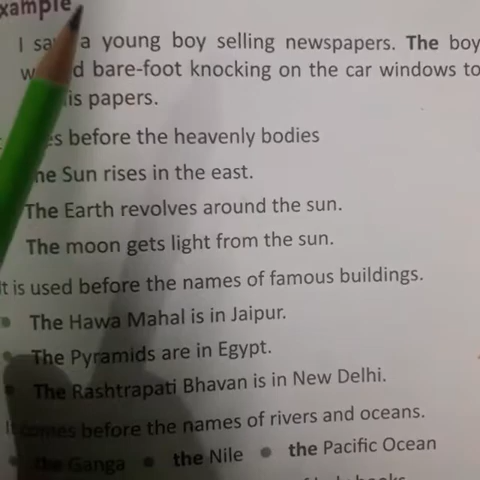 xample
I sa a young boy selling newspapers. The boy
w d bare-foot knocking on the car windows to
is papers.
es before the heavenly bodies
he Sun rises in the east.
The Earth revolves around the sun.
The moon gets light from the sun.
It is used before the names of famous buildings.
• The Hawa Mahal is in Jaipur.
• The Pyramids are in Egypt.
• The Rashtrapati Bhavan is in New Delhi.
It comes before the names of rivers and oceans.
• the Ganga • the Nile • the Pacific Ocean